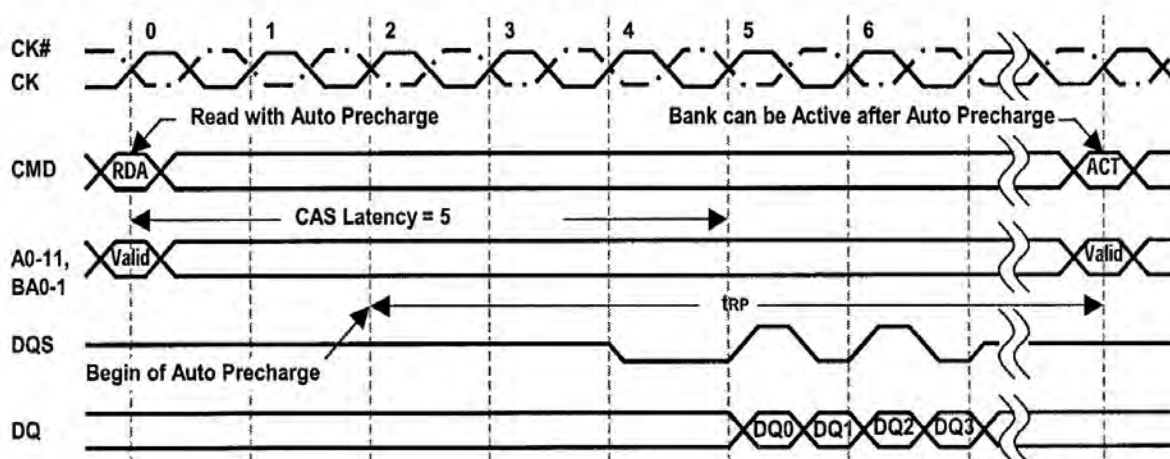 0 1 2 3 4 5 6
CK#
CK
Read with Auto Precharge
Bank can be Active after Auto Precharge
CMD
RDA
ACT
CAS Latency = 5
A0-11,
BA0-1
Valid
Valid
tRP
DQS
Begin of Auto Precharge
DQ
DQ0 DQ1 DQ2 DQ3